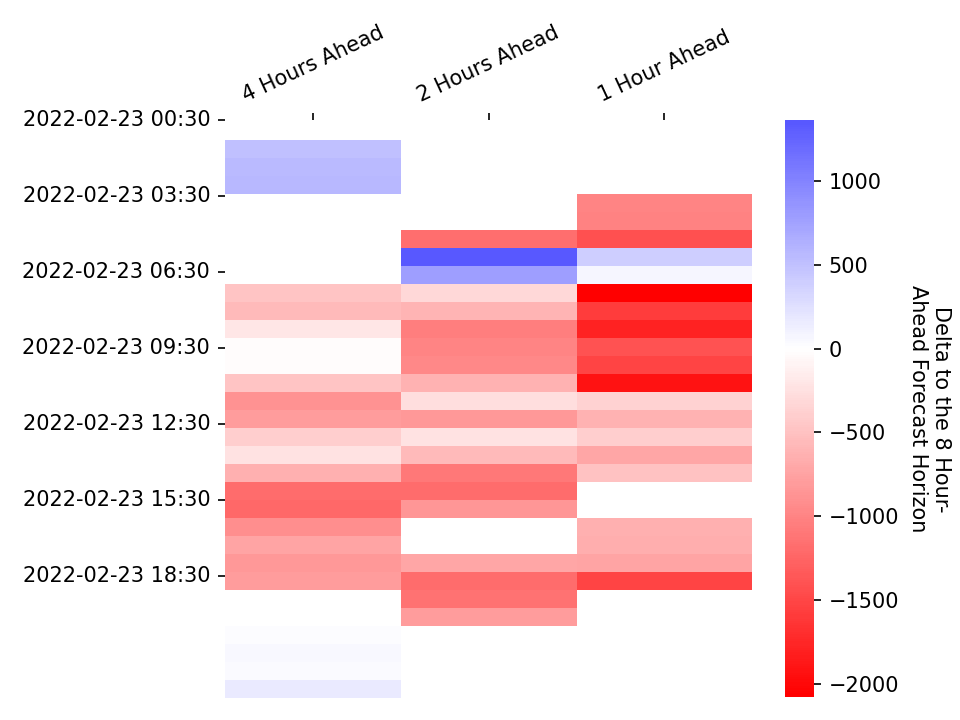 4 Hours Ahead
2 Hours Ahead
1 Hour Ahead
2022-02-23 00:30
2022-02-23 03:30
2022-02-23 06:30
2022-02-23 09:30
2022-02-23 12:30
2022-02-23 15:30
2022-02-23 18:30
1000
500
0
−500
−1000
−1500
−2000
Delta to the 8 Hour-
Ahead Forecast Horizon